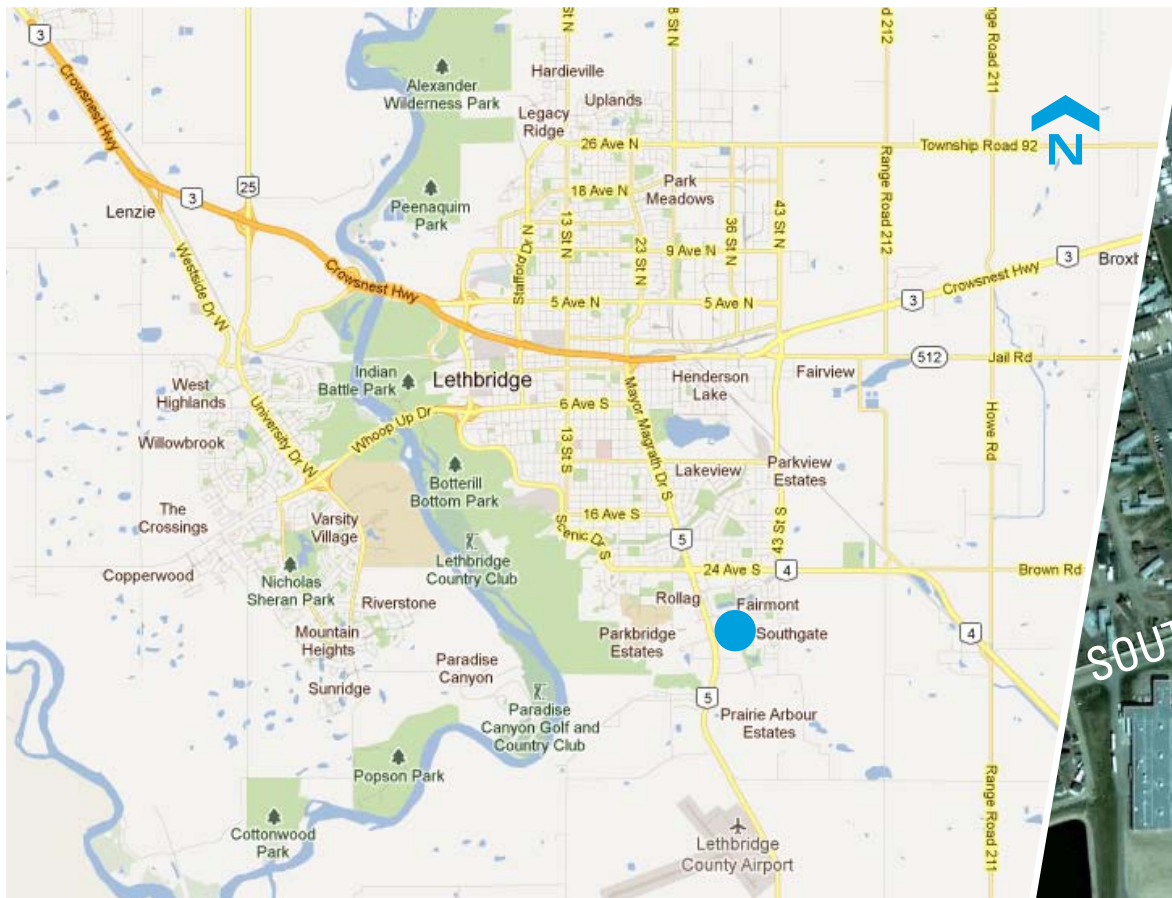 3
Crowsnest Hwy
Alexander
Wilderness Park
Hardieville
Uplands
Legacy
Ridge
26 Ave N
Township Road 92
Range Road 212
nge Road 211
N
18 Ave N
Park
Meadows
25
3
Lenzie
Peenaquim
Park
Stafford Dr N
13 St N
23 St N
36 St N
43 St N
9 Ave N
Range Road 212
Westside Dr W
Crowsnest Hwy
5 Ave N
5 Ave N
3
Crowsnest Hwy
3
512
Jail Rd
Indian
Battle Park
Lethbridge
Henderson
Lake
Fairview
West
Highlands
Willowbrook
University Dr W
Whoop Up Dr
6 Ave S
13 St S
Mayor Magrath Dr S
Howe Rd
Botterill
Bottom Park
Lakeview
Parkview
Estates
The
Crossings
Varsity
Village
16 Ave S
Scenic Dr S
43 St S
5
Copperwood
Lethbridge
Country Club
24 Ave S
4
Brown Rd
Nicholas
Sheran Park
Riverstone
Rollag
Fairmont
Mountain
Heights
Parkbridge
Estates
Southgate
4
SOUT
Sunridge
Paradise
Canyon
5
Paradise
Canyon Golf and
Country Club
Prairie Arbour
Estates
Popson Park
Range Road 211
Cottonwood
Park
Lethbridge
County Airport